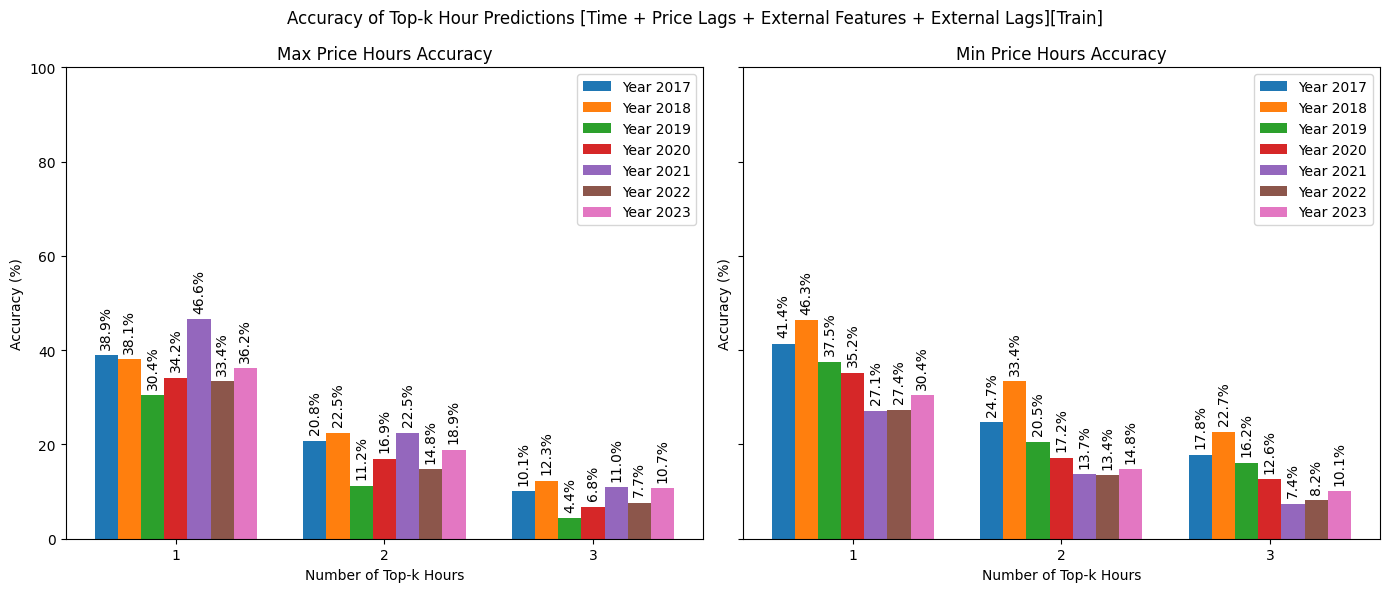 Accuracy of Top-k Hour Predictions [Time + Price Lags + External Features + External Lags][Train]
Max Price Hours Accuracy
Accuracy (%)
100
80
60
40
20
0
38.9%
38.1%
30.4%
34.2%
46.6%
33.4%
36.2%
20.8%
22.5%
11.2%
16.9%
22.5%
14.8%
18.9%
10.1%
12.3%
4.4%
6.8%
11.0%
7.7%
10.7%
Year 2017
Year 2018
Year 2019
Year 2020
Year 2021
Year 2022
Year 2023
1
2
3
Number of Top-k Hours
Min Price Hours Accuracy
Accuracy (%)
41.4%
46.3%
37.5%
35.2%
27.1%
27.4%
30.4%
24.7%
33.4%
20.5%
17.2%
13.7%
13.4%
14.8%
17.8%
22.7%
16.2%
12.6%
7.4%
8.2%
10.1%
Year 2017
Year 2018
Year 2019
Year 2020
Year 2021
Year 2022
Year 2023
1
2
3
Number of Top-k Hours